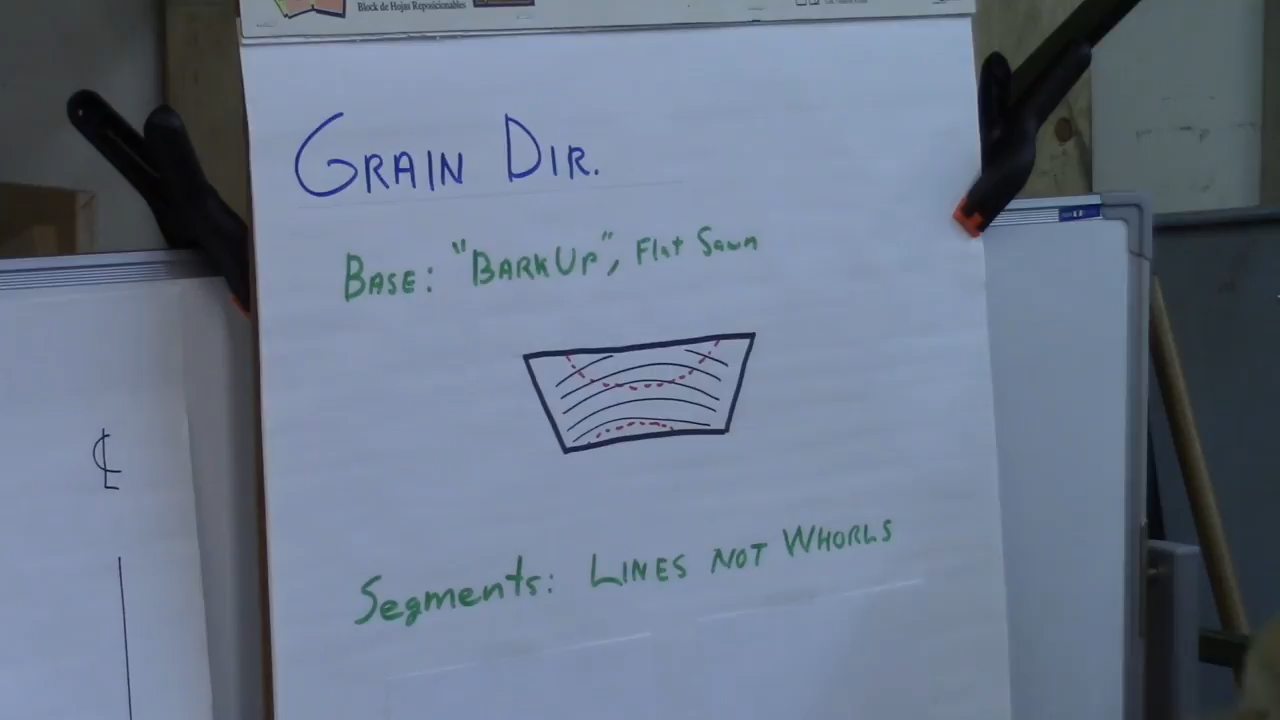 Block de Hojas Reposicionables
GRAIN DIR.
BASE: "BARK UP", Flat Sawn
℄
Segments: LINES NOT WHORLS